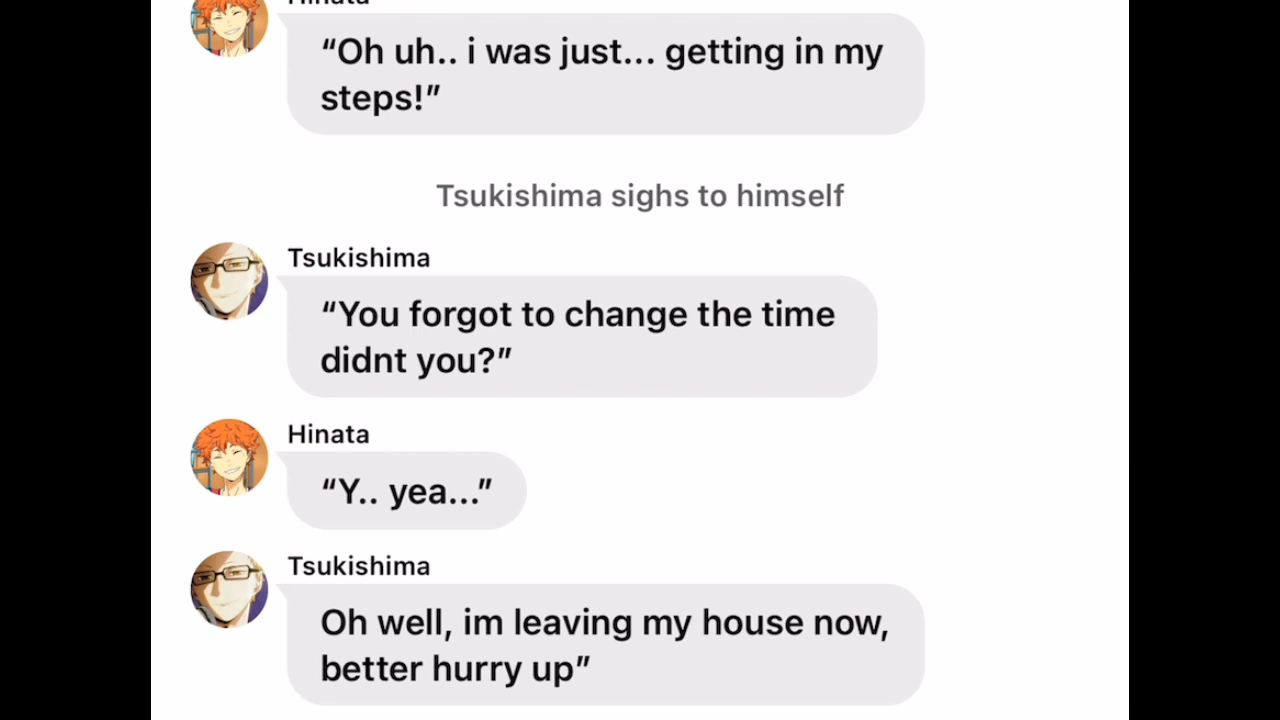 Hinata
“Oh uh.. i was just... getting in my
steps!”
Tsukishima sighs to himself
Tsukishima
“You forgot to change the time
didnt you?”
Hinata
“Y.. yea...”
Tsukishima
Oh well, im leaving my house now,
better hurry up”